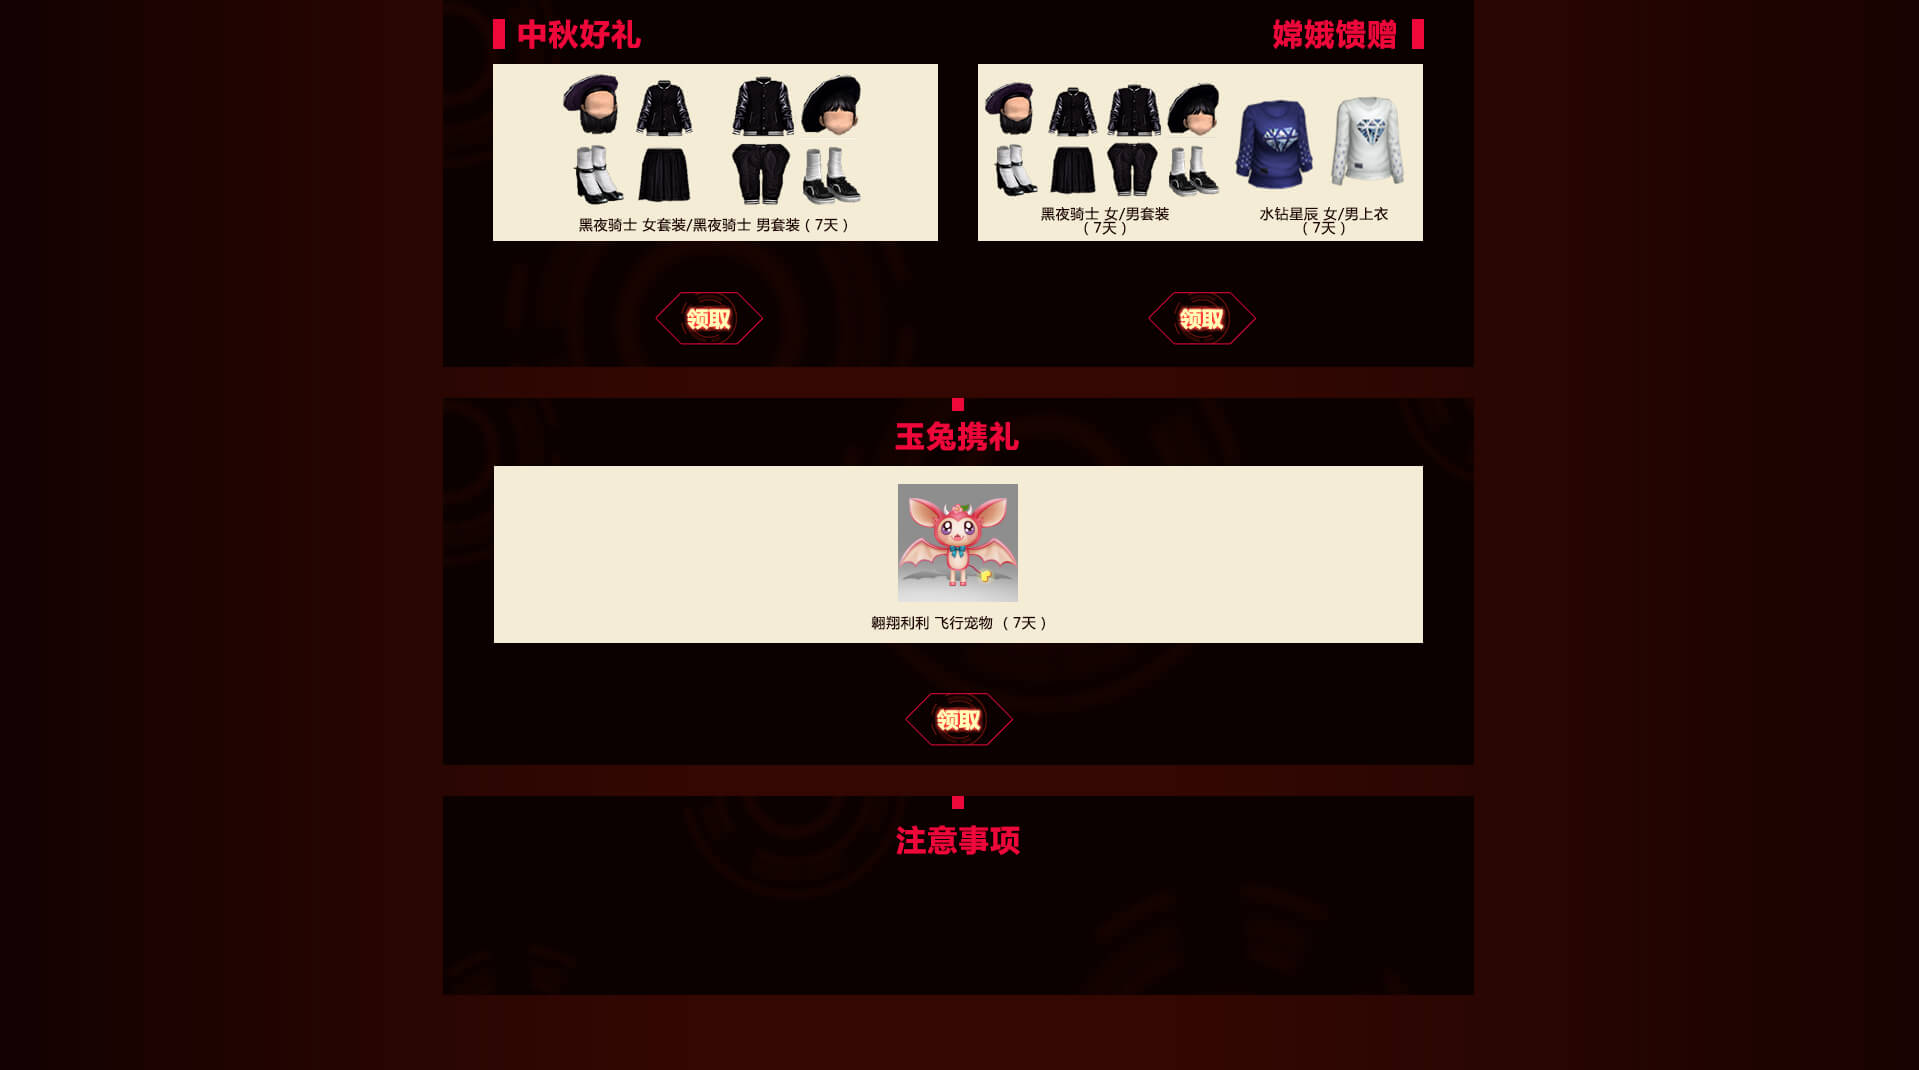 中秋好礼
嫦娥馈赠
黑夜骑士 女套装/黑夜骑士 男套装 ( 7天 )
黑夜骑士 女/男套装
( 7天 )
水钻星辰 女/男上衣
( 7天 )
领取
领取
玉兔携礼
翱翔利利 飞行宠物 ( 7天 )
领取
注意事项